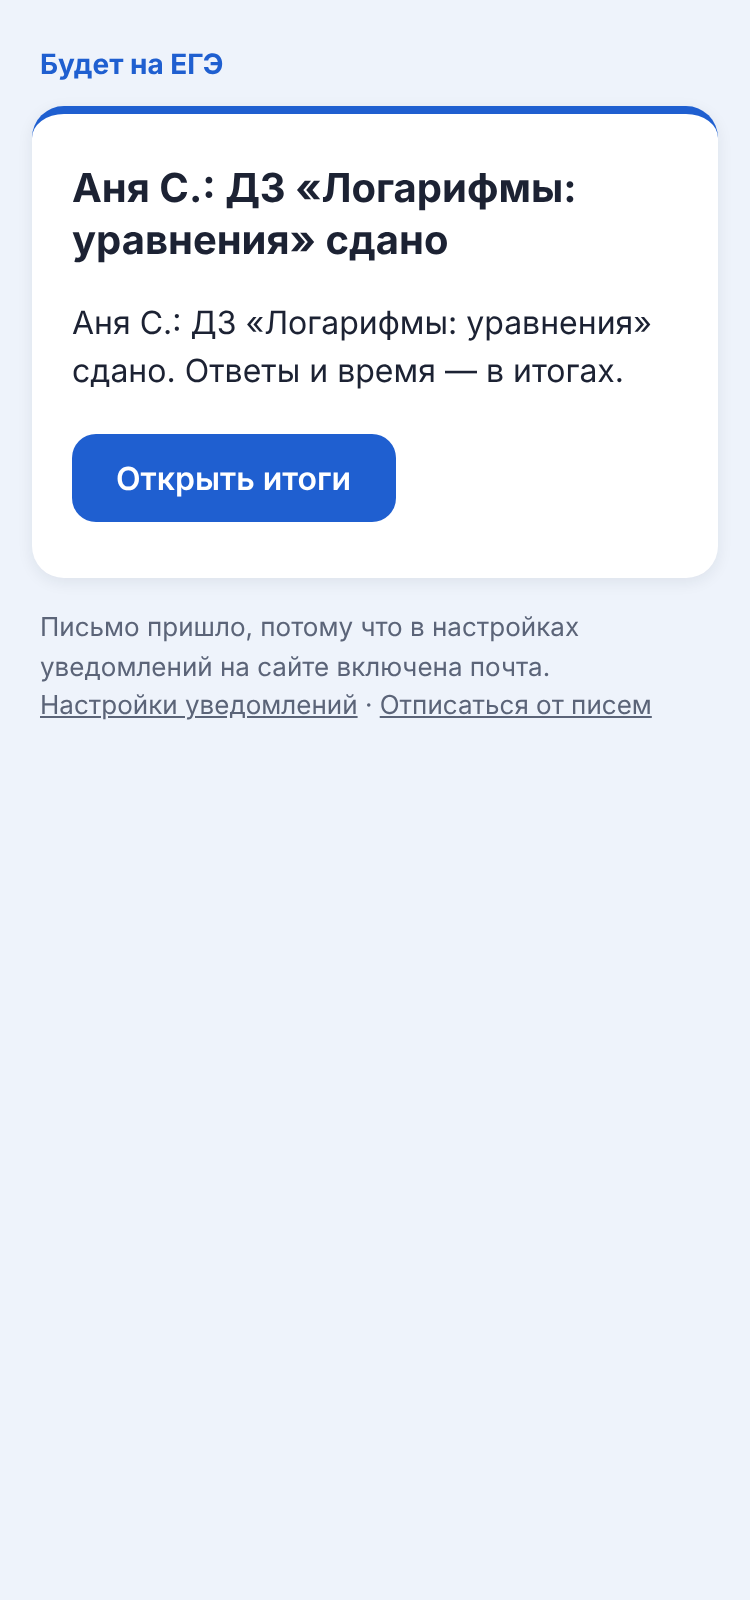 Будет на ЕГЭ
Аня С.: ДЗ «Логарифмы:
уравнения» сдано
Аня С.: ДЗ «Логарифмы: уравнения»
сдано. Ответы и время — в итогах.
Открыть итоги
Письмо пришло, потому что в настройках
уведомлений на сайте включена почта.
Настройки уведомлений · Отписаться от писем